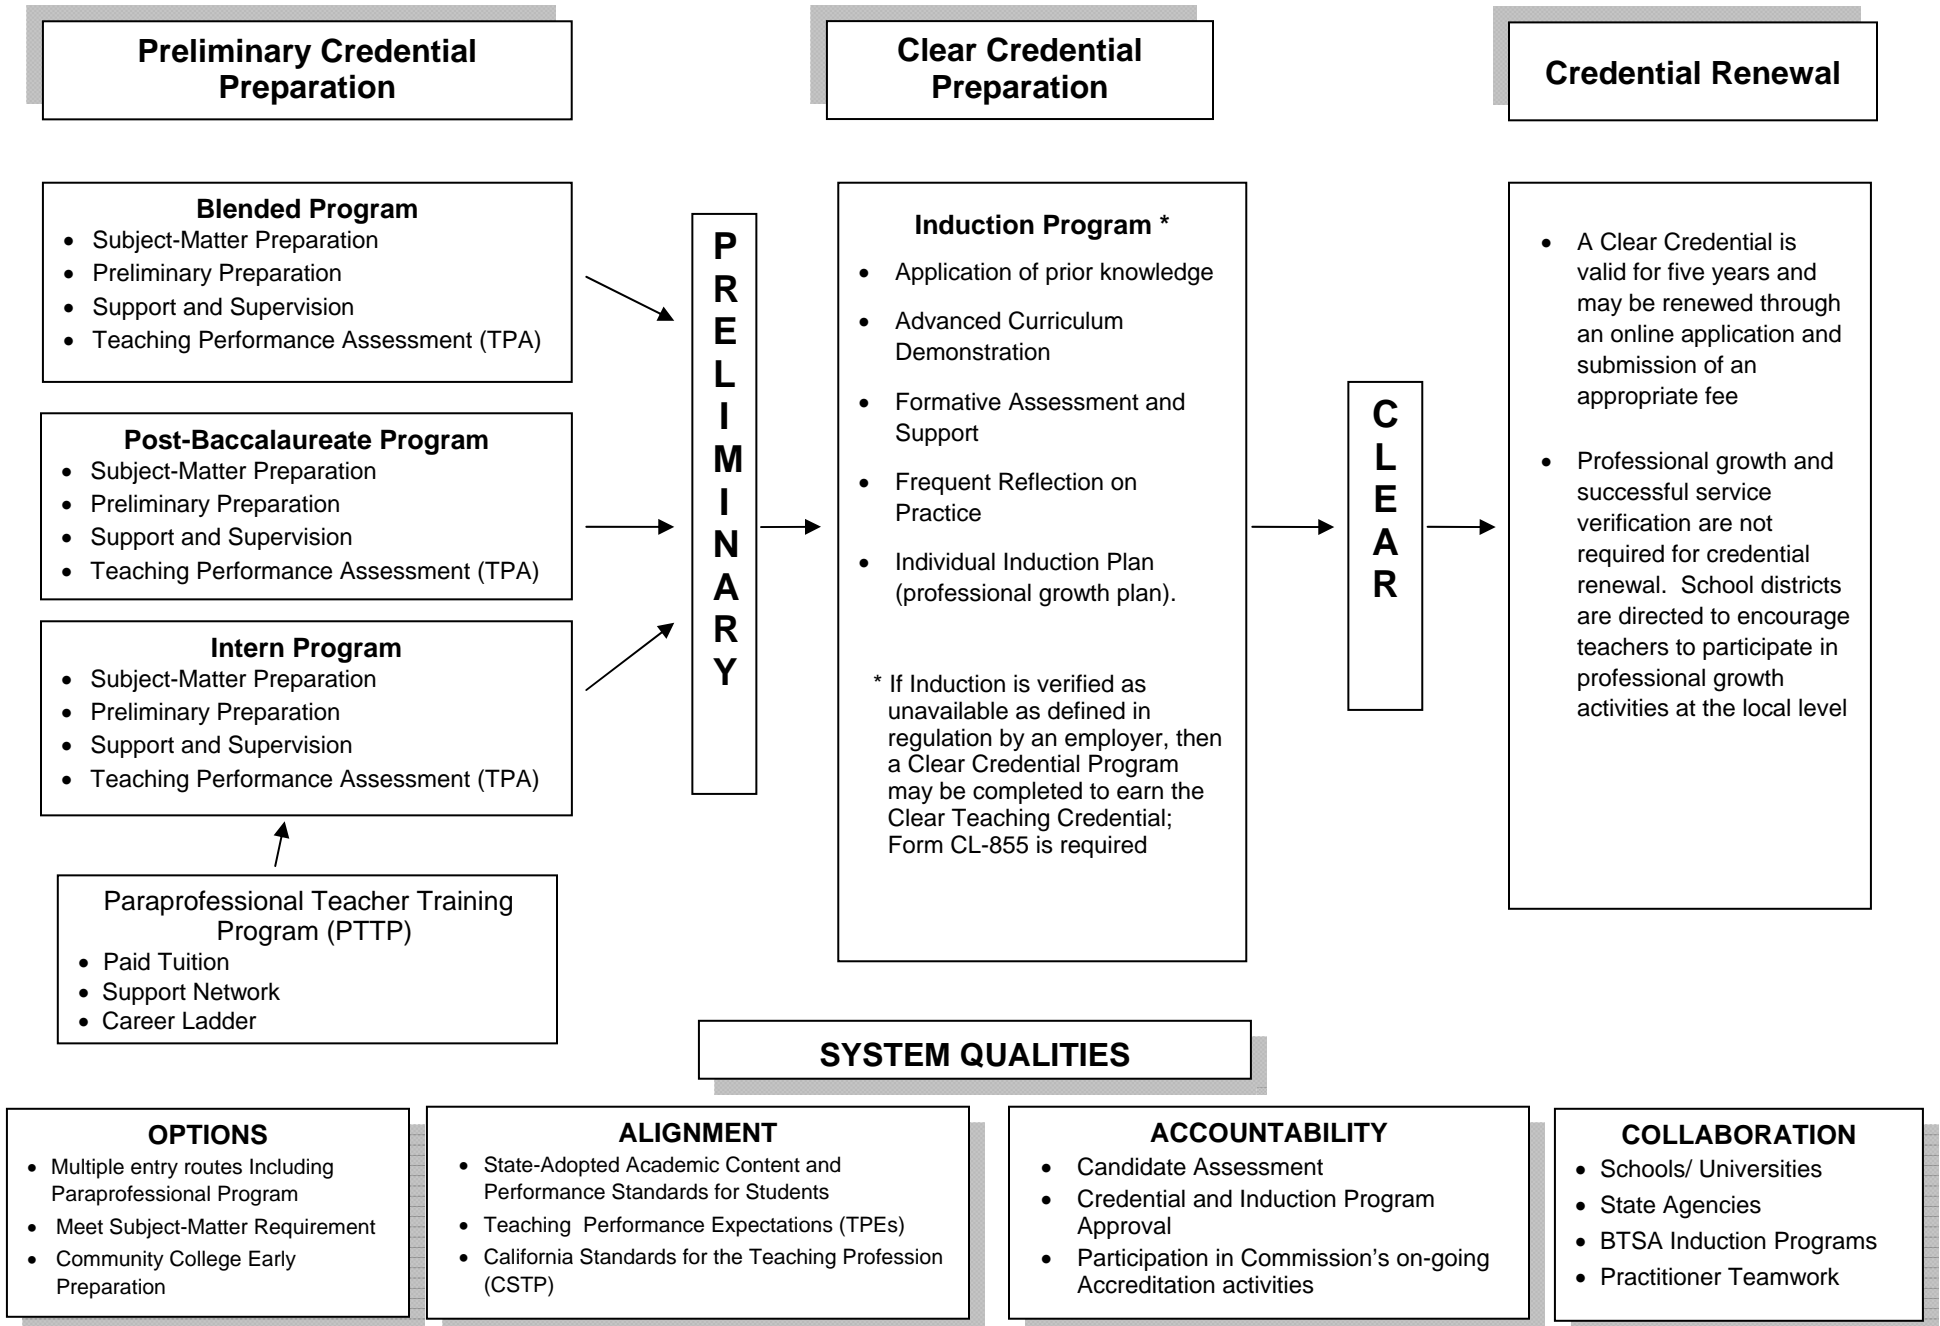 Preliminary Credential
Preparation
Clear Credential
Preparation
Credential Renewal
Blended Program
• Subject-Matter Preparation
• Preliminary Preparation
• Support and Supervision
• Teaching Performance Assessment (TPA)
Post-Baccalaureate Program
• Subject-Matter Preparation
• Preliminary Preparation
• Support and Supervision
• Teaching Performance Assessment (TPA)
Intern Program
• Subject-Matter Preparation
• Preliminary Preparation
• Support and Supervision
• Teaching Performance Assessment (TPA)
Paraprofessional Teacher Training
Program (PTTP)
• Paid Tuition
• Support Network
• Career Ladder
P
R
E
L
I
M
I
N
A
R
Y
Induction Program *
• Application of prior knowledge
• Advanced Curriculum
Demonstration
• Formative Assessment and
Support
• Frequent Reflection on
Practice
• Individual Induction Plan
(professional growth plan).
* If Induction is verified as
unavailable as defined in
regulation by an employer, then
a Clear Credential Program
may be completed to earn the
Clear Teaching Credential;
Form CL-855 is required
C
L
E
A
R
• A Clear Credential is
valid for five years and
may be renewed through
an online application and
submission of an
appropriate fee
• Professional growth and
successful service
verification are not
required for credential
renewal.  School districts
are directed to encourage
teachers to participate in
professional growth
activities at the local level
SYSTEM QUALITIES
OPTIONS
• Multiple entry routes Including
Paraprofessional Program
• Meet Subject-Matter Requirement
• Community College Early
Preparation
ALIGNMENT
• State-Adopted Academic Content and
Performance Standards for Students
• Teaching  Performance Expectations (TPEs)
• California Standards for the Teaching Profession
(CSTP)
ACCOUNTABILITY
• Candidate Assessment
• Credential and Induction Program
Approval
• Participation in Commission's on-going
Accreditation activities
COLLABORATION
• Schools/ Universities
• State Agencies
• BTSA Induction Programs
• Practitioner Teamwork